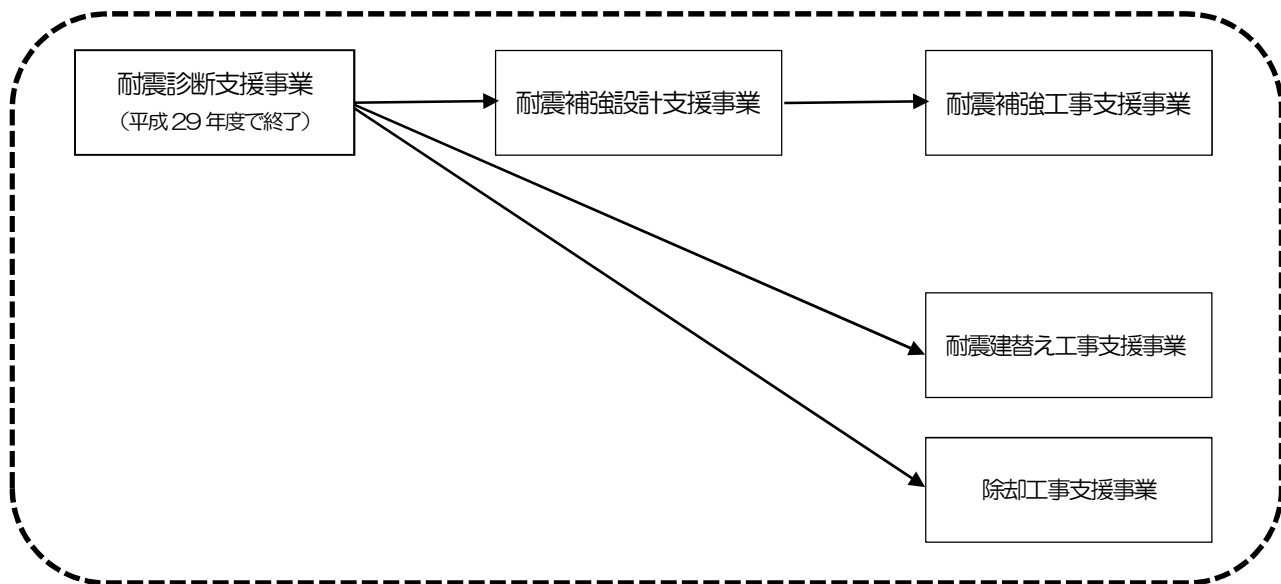 耐震診断支援事業
（平成 29 年度で終了）
耐震補強設計支援事業
耐震補強工事支援事業
耐震建替え工事支援事業
除却工事支援事業